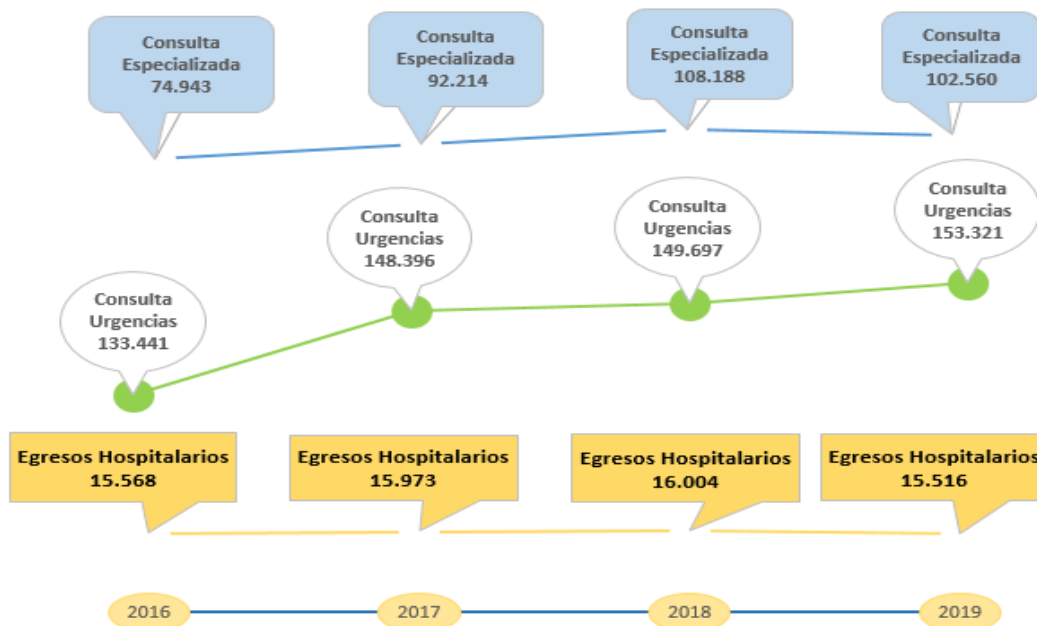 Consulta
Especializada
74.943
Consulta
Especializada
92.214
Consulta
Especializada
108.188
Consulta
Especializada
102.560
Consulta
Urgencias
133.441
Consulta
Urgencias
148.396
Consulta
Urgencias
149.697
Consulta
Urgencias
153.321
Egresos Hospitalarios
15.568
Egresos Hospitalarios
15.973
Egresos Hospitalarios
16.004
Egresos Hospitalarios
15.516
2016
2017
2018
2019